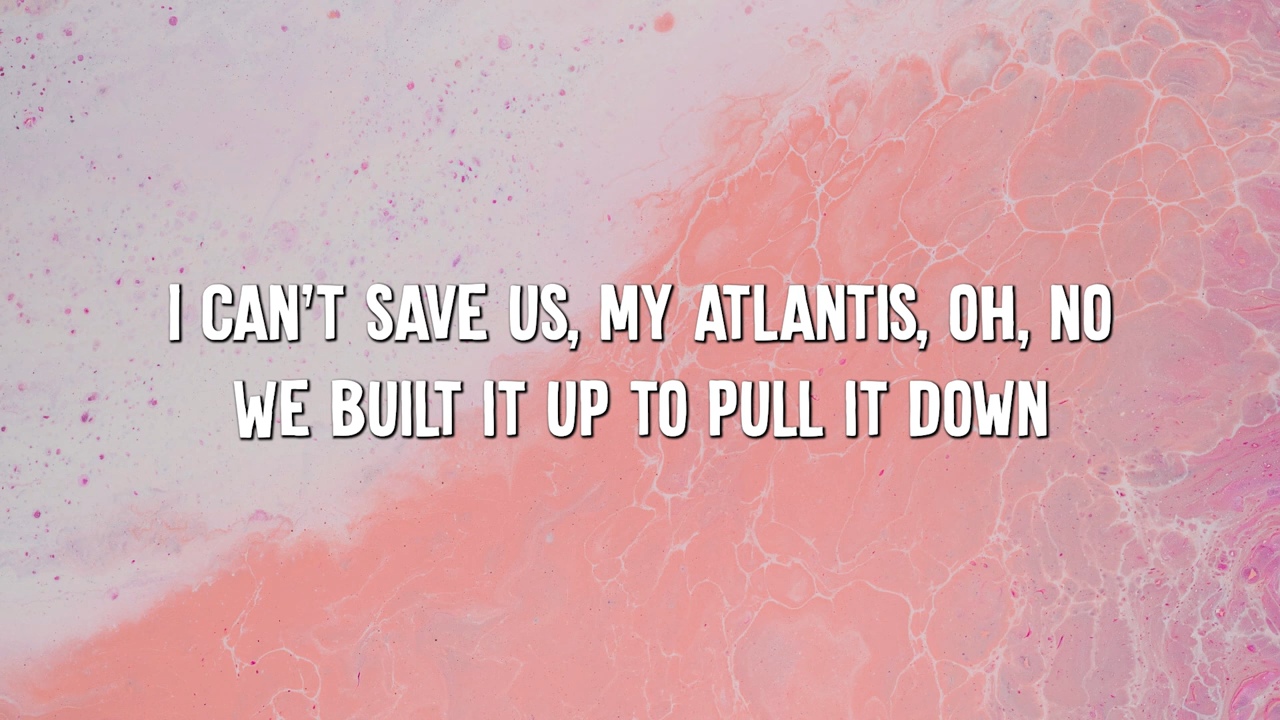 I CAN'T SAVE US, MY ATLANTIS, OH, NO
WE BUILT IT UP TO PULL IT DOWN